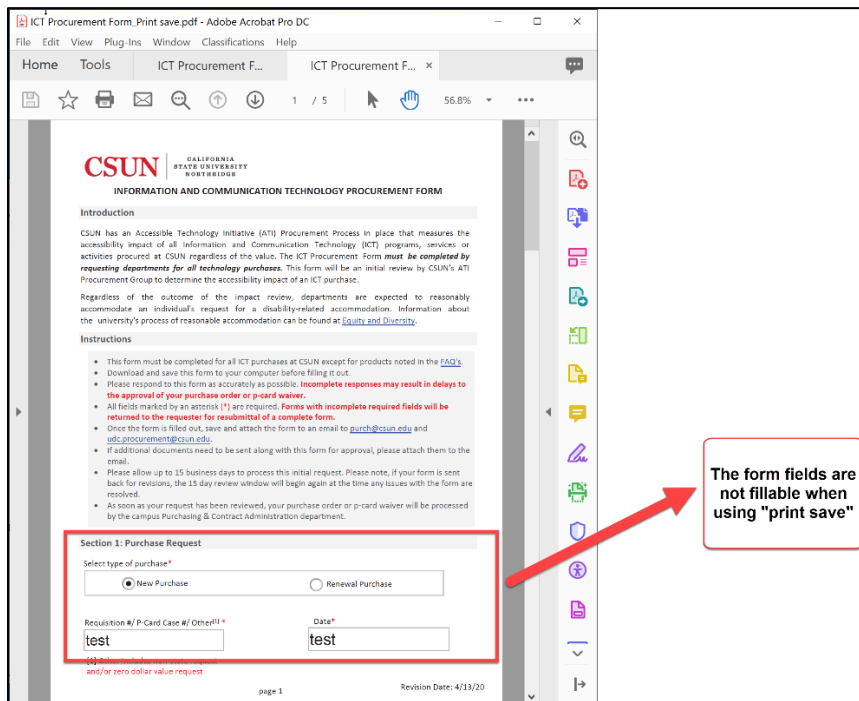 ICT Procurement Form_Print save.pdf - Adobe Acrobat Pro DC
File Edit View Plug-Ins Window Classifications Help
Home Tools ICT Procurement F... ICT Procurement F... ×
1 / 5 56.8%
CSUN CALIFORNIA
STATE UNIVERSITY
NORTHRIDGE
INFORMATION AND COMMUNICATION TECHNOLOGY PROCUREMENT FORM
Introduction
CSUN has an Accessible Technology Initiative (ATI) Procurement Process in place that measures the
accessibility impact of all Information and Communication Technology (ICT) programs, services or
activities procured at CSUN regardless of the value. The ICT Procurement Form must be completed by
requesting departments for all technology purchases. This form will be an initial review by CSUN's ATI
Procurement Group to determine the accessibility impact of an ICT purchase.
Regardless of the outcome of the impact review, departments are expected to reasonably
accommodate an individual's request for a disability-related accommodation. Information about
the university's process of reasonable accommodation can be found at Equity and Diversity.
Instructions
• This form must be completed for all ICT purchases at CSUN except for products noted in the FAQ's.
• Download and save this form to your computer before filling it out.
• Please respond to this form as accurately as possible. Incomplete responses may result in delays to
the approval of your purchase order or p-card waiver.
• All fields marked by an asterisk (*) are required. Forms with incomplete required fields will be
returned to the requester for resubmittal of a complete form.
• Once the form is filled out, save and attach the form to an email to purch@csun.edu and
udc.procurement@csun.edu.
• If additional documents need to be sent along with this form for approval, please attach them to the
email.
• Please allow up to 15 business days to process this initial request. Please note, if your form is sent
back for revisions, the 15 day review window will begin again at the time any issues with the form are
resolved.
• As soon as your request has been reviewed, your purchase order or p-card waiver will be processed
by the campus Purchasing & Contract Administration department.
Section 1: Purchase Request
Select type of purchase*
New Purchase Renewal Purchase
Requisition #/ P-Card Case #/ Other[1] * Date*
test test
and/or zero dollar value request
page 1 Revision Date: 4/13/20
The form fields are
not fillable when
using "print save"